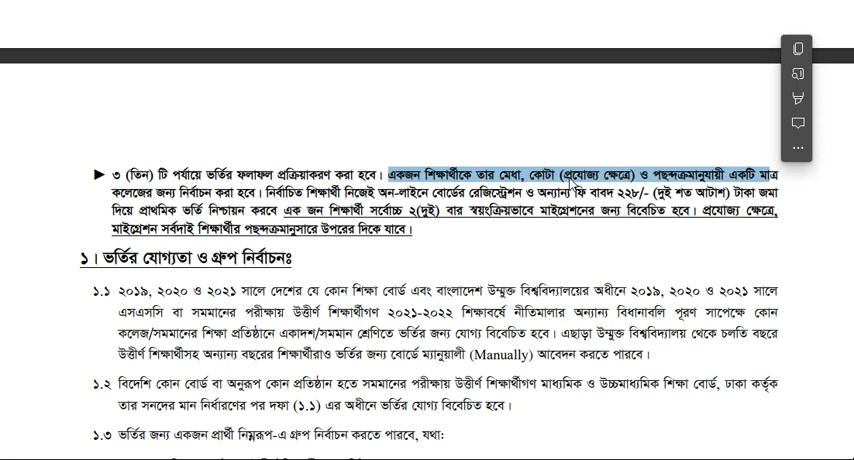 ► ৩ (তিন) টি পর্যায়ে ভর্তির ফলাফল প্রক্রিয়াকরণ করা হবে। একজন শিক্ষার্থীকে তার মেধা, কোটা (প্রযোজ্য ক্ষেত্রে) ও পছন্দক্রমানুযায়ী একটি মাত্র
কলেজের জন্য নির্বাচন করা হবে। নির্বাচিত শিক্ষার্থী নিজেই অন-লাইনে বোর্ডের রেজিস্ট্রেশন ও অন্যান্য ফি বাবদ ২২৮/- (দুই শত আটাশ) টাকা জমা
দিয়ে প্রাথমিক ভর্তি নিশ্চায়ন করবে এক জন শিক্ষার্থী সর্বোচ্চ ২(দুই) বার স্বয়ংক্রিয়ভাবে মাইগ্রেশনের জন্য বিবেচিত হবে। প্রযোজ্য ক্ষেত্রে,
মাইগ্রেশন সর্বদাই শিক্ষার্থীর পছন্দক্রমানুসারে উপরের দিকে যাবে।
১। ভর্তির যোগ্যতা ও গ্রুপ নির্বাচনঃ
১.১ ২০১৯, ২০২০ ও ২০২১ সালে দেশের যে কোন শিক্ষা বোর্ড এবং বাংলাদেশ উম্মুক্ত বিশ্ববিদ্যালয়ের অধীনে ২০১৯, ২০২০ ও ২০২১ সালে
এসএসসি বা সমমানের পরীক্ষায় উত্তীর্ণ শিক্ষার্থীগণ ২০২১-২০২২ শিক্ষাবর্ষে নীতিমালার অন্যান্য বিধানাবলি পূরণ সাপেক্ষে কোন
কলেজ/সমমানের শিক্ষা প্রতিষ্ঠানে একাদশ/সমমান শ্রেণিতে ভর্তির জন্য যোগ্য বিবেচিত হবে। এছাড়া উম্মুক্ত বিশ্ববিদ্যালয় থেকে চলতি বছরে
উত্তীর্ণ শিক্ষার্থীসহ অন্যান্য বছরের শিক্ষার্থীরাও ভর্তির জন্য বোর্ডে ম্যানুয়ালী (Manually) আবেদন করতে পারবে।
১.২ বিদেশি কোন বোর্ড বা অনুরূপ কোন প্রতিষ্ঠান হতে সমমানের পরীক্ষায় উত্তীর্ণ শিক্ষার্থীগণ মাধ্যমিক ও উচ্চমাধ্যমিক শিক্ষা বোর্ড, ঢাকা কর্তৃক
তার সনদের মান নির্ধারণের পর দফা (১.১) এর অধীনে ভর্তির যোগ্য বিবেচিত হবে।
১.৩ ভর্তির জন্য একজন প্রার্থী নিম্নরূপ-এ গ্রুপ নির্বাচন করতে পারবে, যথা: